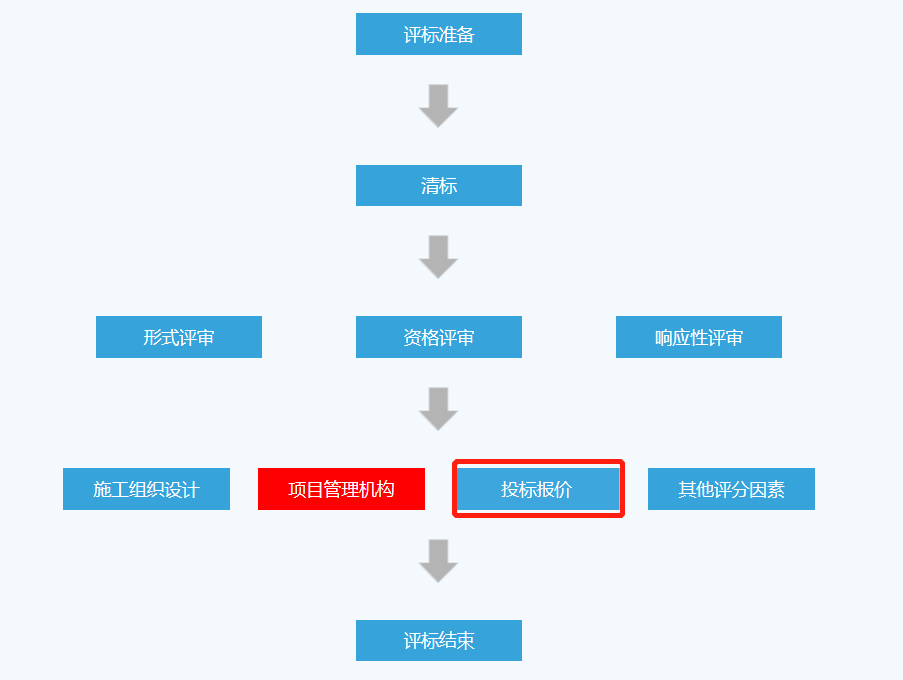 评标准备
清标
形式评审
资格评审
响应性评审
施工组织设计
项目管理机构
投标报价
其他评分因素
评标结束